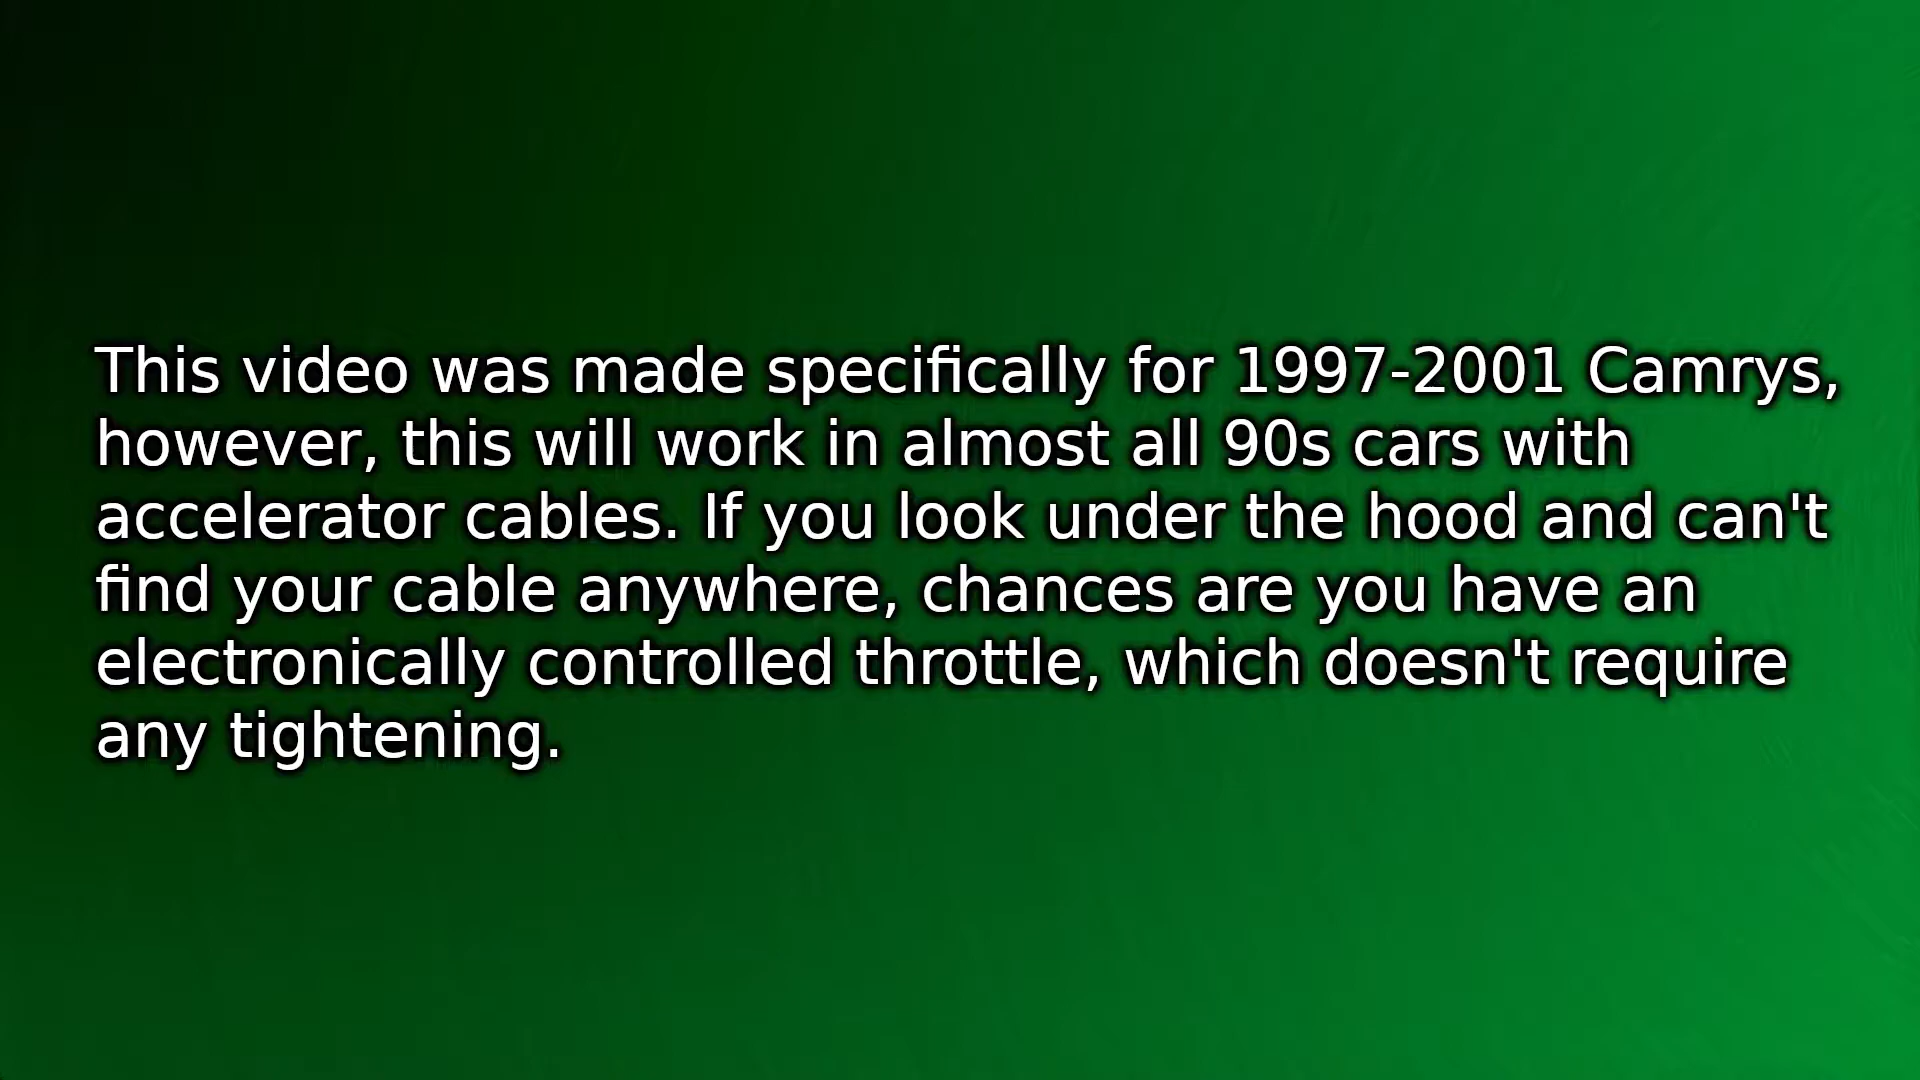 This video was made specifically for 1997-2001 Camrys,
however, this will work in almost all 90s cars with
accelerator cables. If you look under the hood and can't
find your cable anywhere, chances are you have an
electronically controlled throttle, which doesn't require
any tightening.